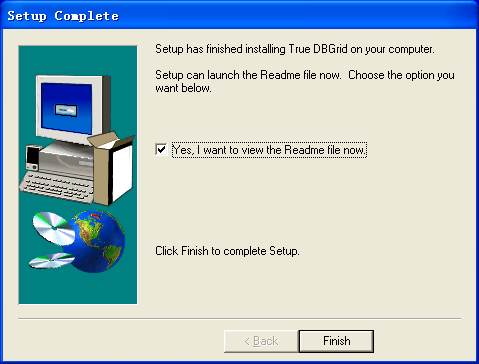 Setup Complete
Setup has finished installing True DBGrid on your computer.
Setup can launch the Readme file now.  Choose the option you
want below.
Yes, I want to view the Readme file now.
Click Finish to complete Setup.
< Back
Finish